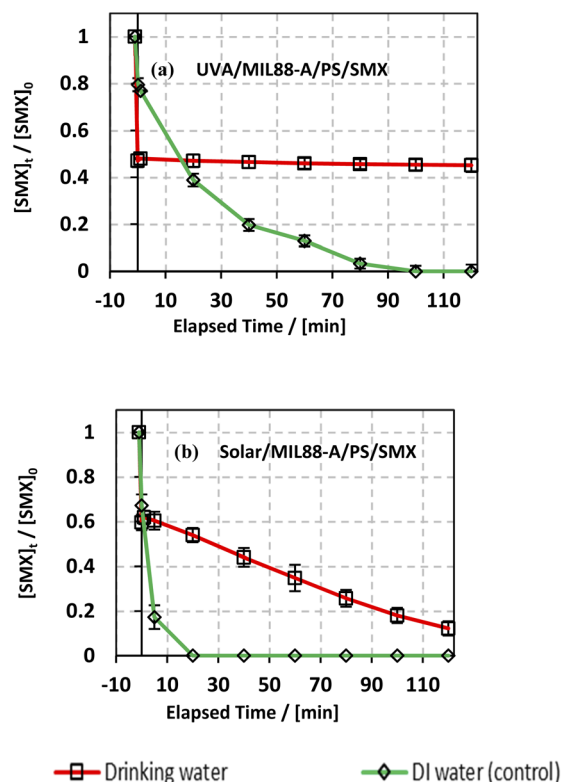 1
0.8
0.6
0.4
0.2
0
[SMX]t / [SMX]0
(a) UVA/MIL88-A/PS/SMX
-10 10 30 50 70 90 110
Elapsed Time / [min]
1
0.8
0.6
0.4
0.2
0
[SMX]t / [SMX]0
(b) Solar/MIL88-A/PS/SMX
-10 10 30 50 70 90 110
Elapsed Time / [min]
Drinking water DI water (control)